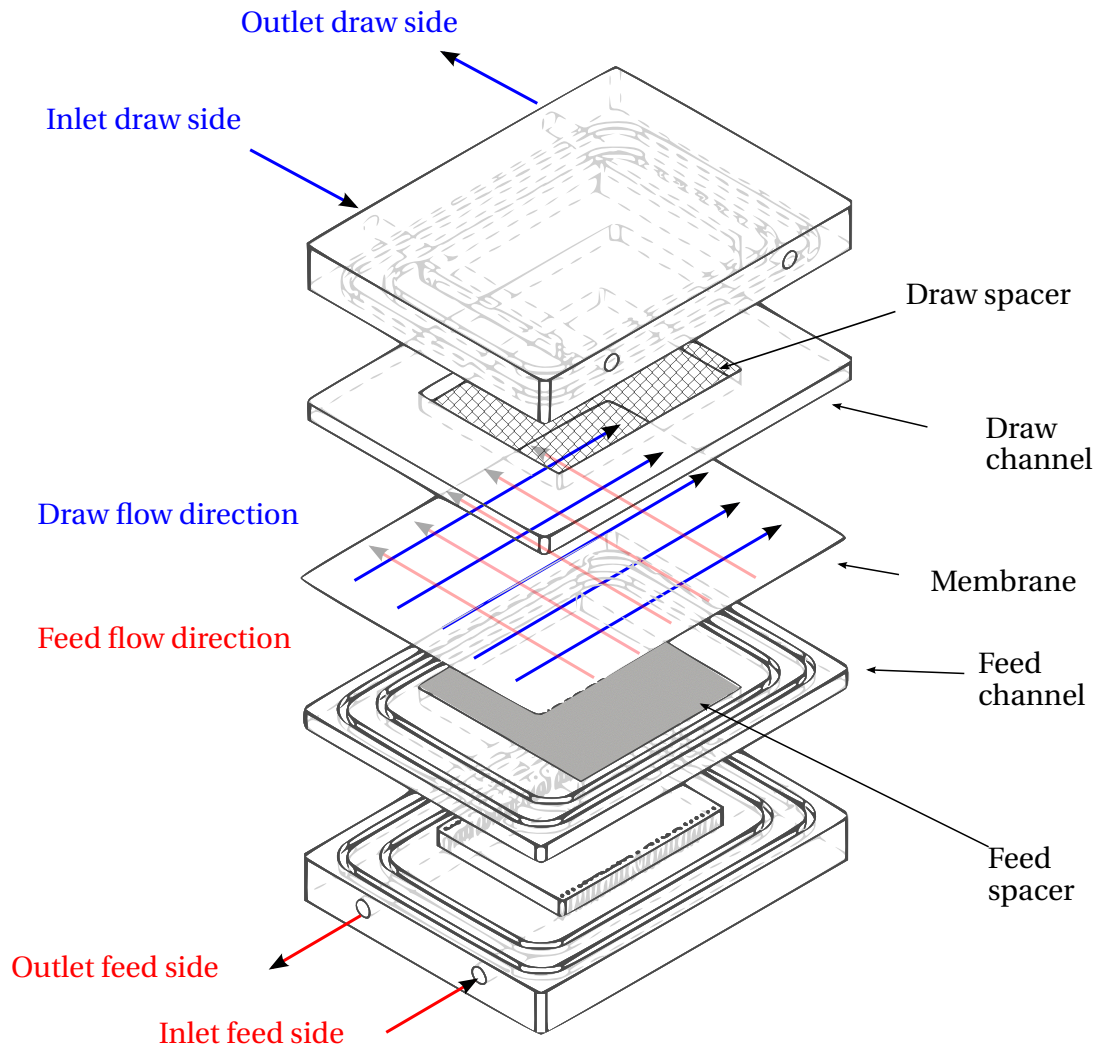 Outlet draw side
Inlet draw side
Draw spacer
Draw
channel
Draw flow direction
Membrane
Feed flow direction
Feed
channel
Feed
spacer
Outlet feed side
Inlet feed side